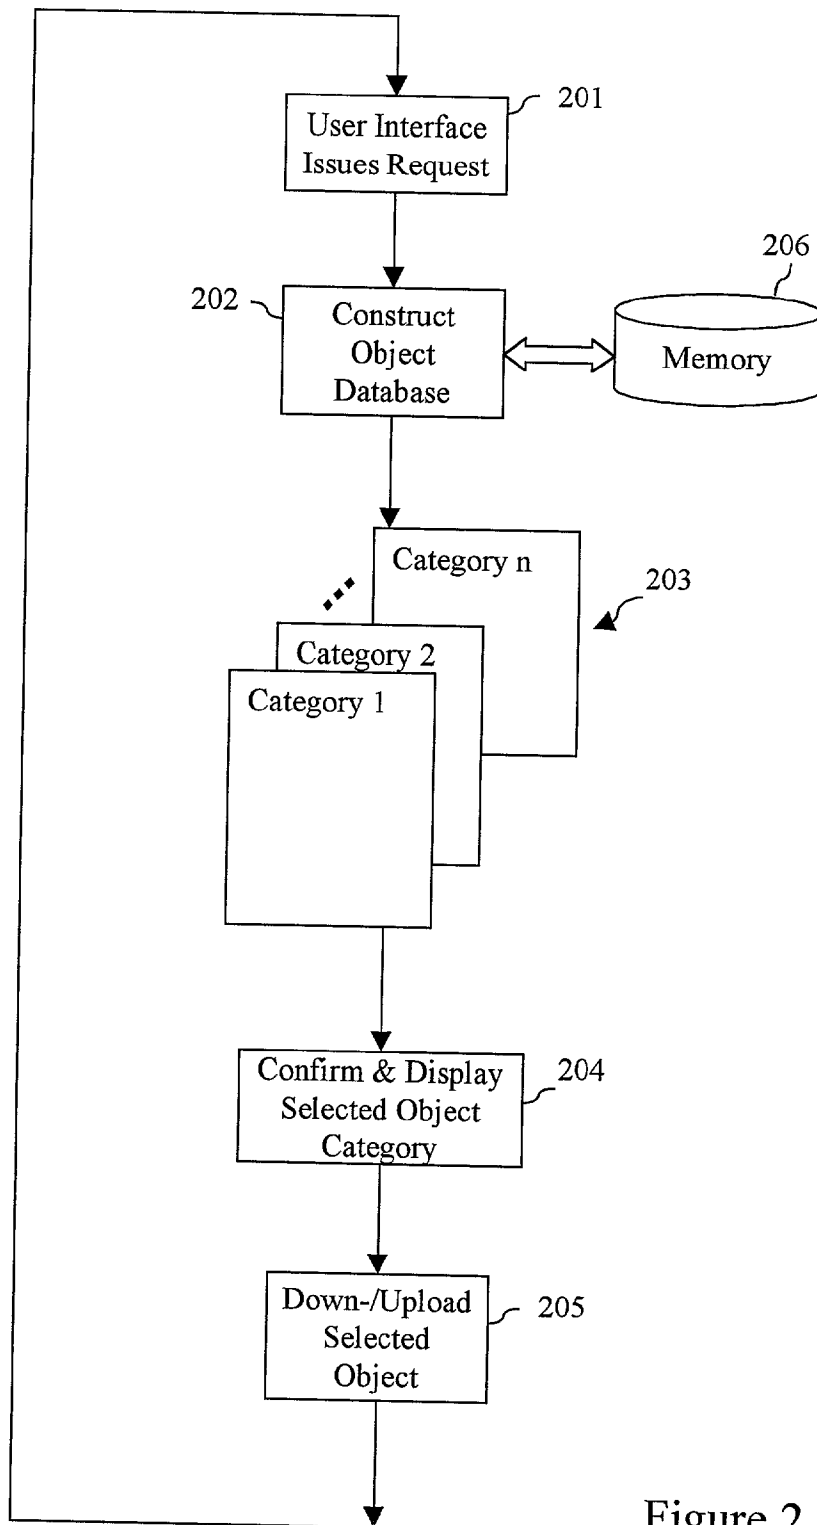 201
User Interface
Issues Request
206
202
Construct
Object
Database
Memory
Category n
203
Category 2
Category 1
Confirm & Display
Selected Object
Category
204
Down-/Upload
Selected
Object
205
Figure 2